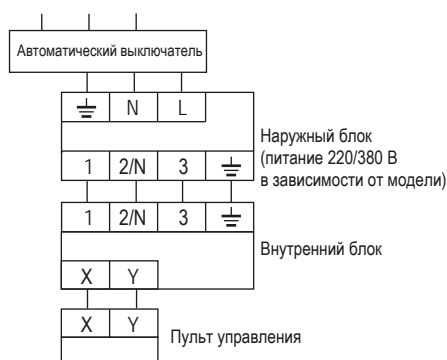 Автоматический выключатель
N L
Наружный блок
(питание 220/380 В
в зависимости от модели)
1 2/N 3
1 2/N 3
Внутренний блок
X Y
X Y
Пульт управления